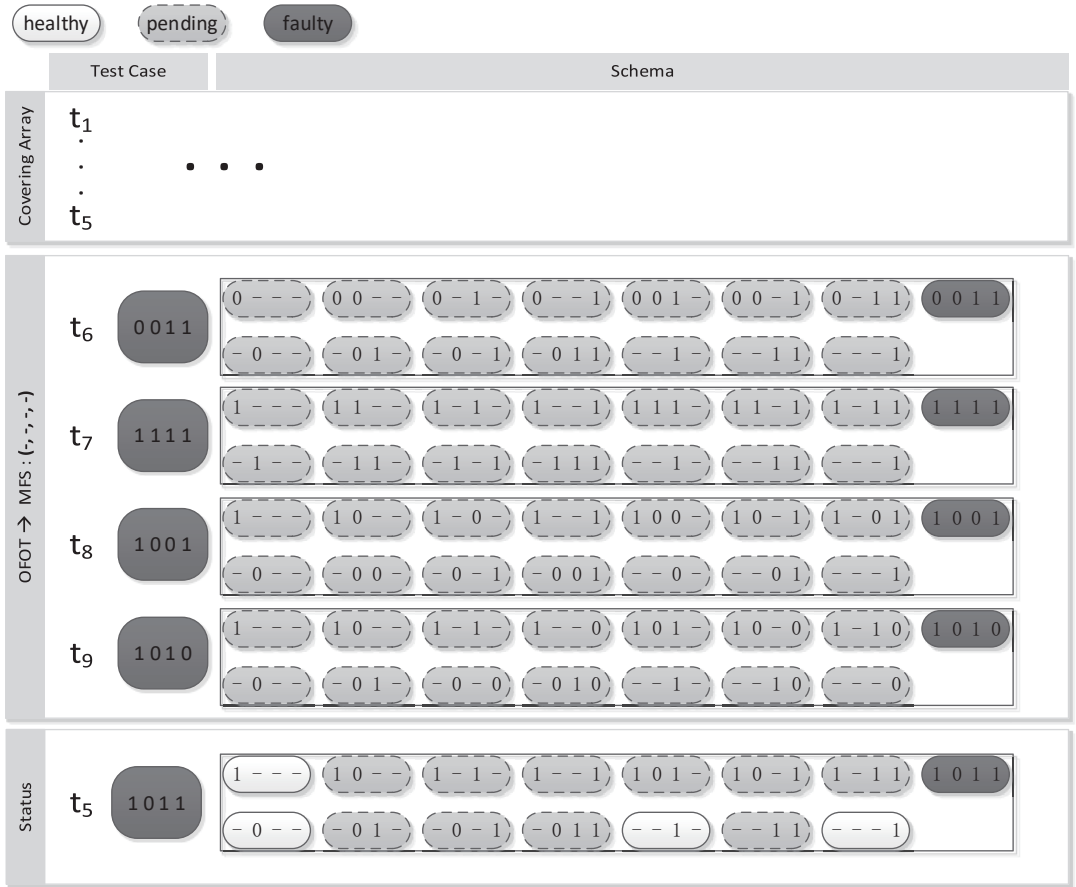 healthy pending faulty
Test Case Schema
Covering Array
t1
.
. . . .
.
t5
OFOT → MFS : (-, -, -, -)
t6 0011
0 - - - 0 0 - - 0 - 1 - 0 - - 1 0 0 1 - 0 0 - 1 0 - 1 1 0 0 1 1
- 0 - - - 0 1 - - 0 - 1 - 0 1 1 - - 1 - - - 1 1 - - - 1
t7 1111
1 - - - 1 1 - - 1 - 1 - 1 - - 1 1 1 1 - 1 1 - 1 1 - 1 1 1 1 1 1
- 1 - - - 1 1 - - 1 - 1 - 1 1 1 - - 1 - - - 1 1 - - - 1
t8 1001
1 - - - 1 0 - - 1 - 0 - 1 - - 1 1 0 0 - 1 0 - 1 1 - 0 1 1 0 0 1
- 0 - - - 0 0 - - 0 - 1 - 0 0 1 - - 0 - - - 0 1 - - - 1
t9 1010
1 - - - 1 0 - - 1 - 1 - 1 - - 0 1 0 1 - 1 0 - 0 1 - 1 0 1 0 1 0
- 0 - - - 0 1 - - 0 - 0 - 0 1 0 - - 1 - - - 1 0 - - - 0
Status
t5 1011
1 - - - 1 0 - - 1 - 1 - 1 - - 1 1 0 1 - 1 0 - 1 1 - 1 1 1 0 1 1
- 0 - - - 0 1 - - 0 - 1 - 0 1 1 - - 1 - - - 1 1 - - - 1